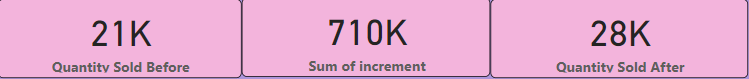 21K
Quantity Sold Before
710K
Sum of increment
28K
Quantity Sold After